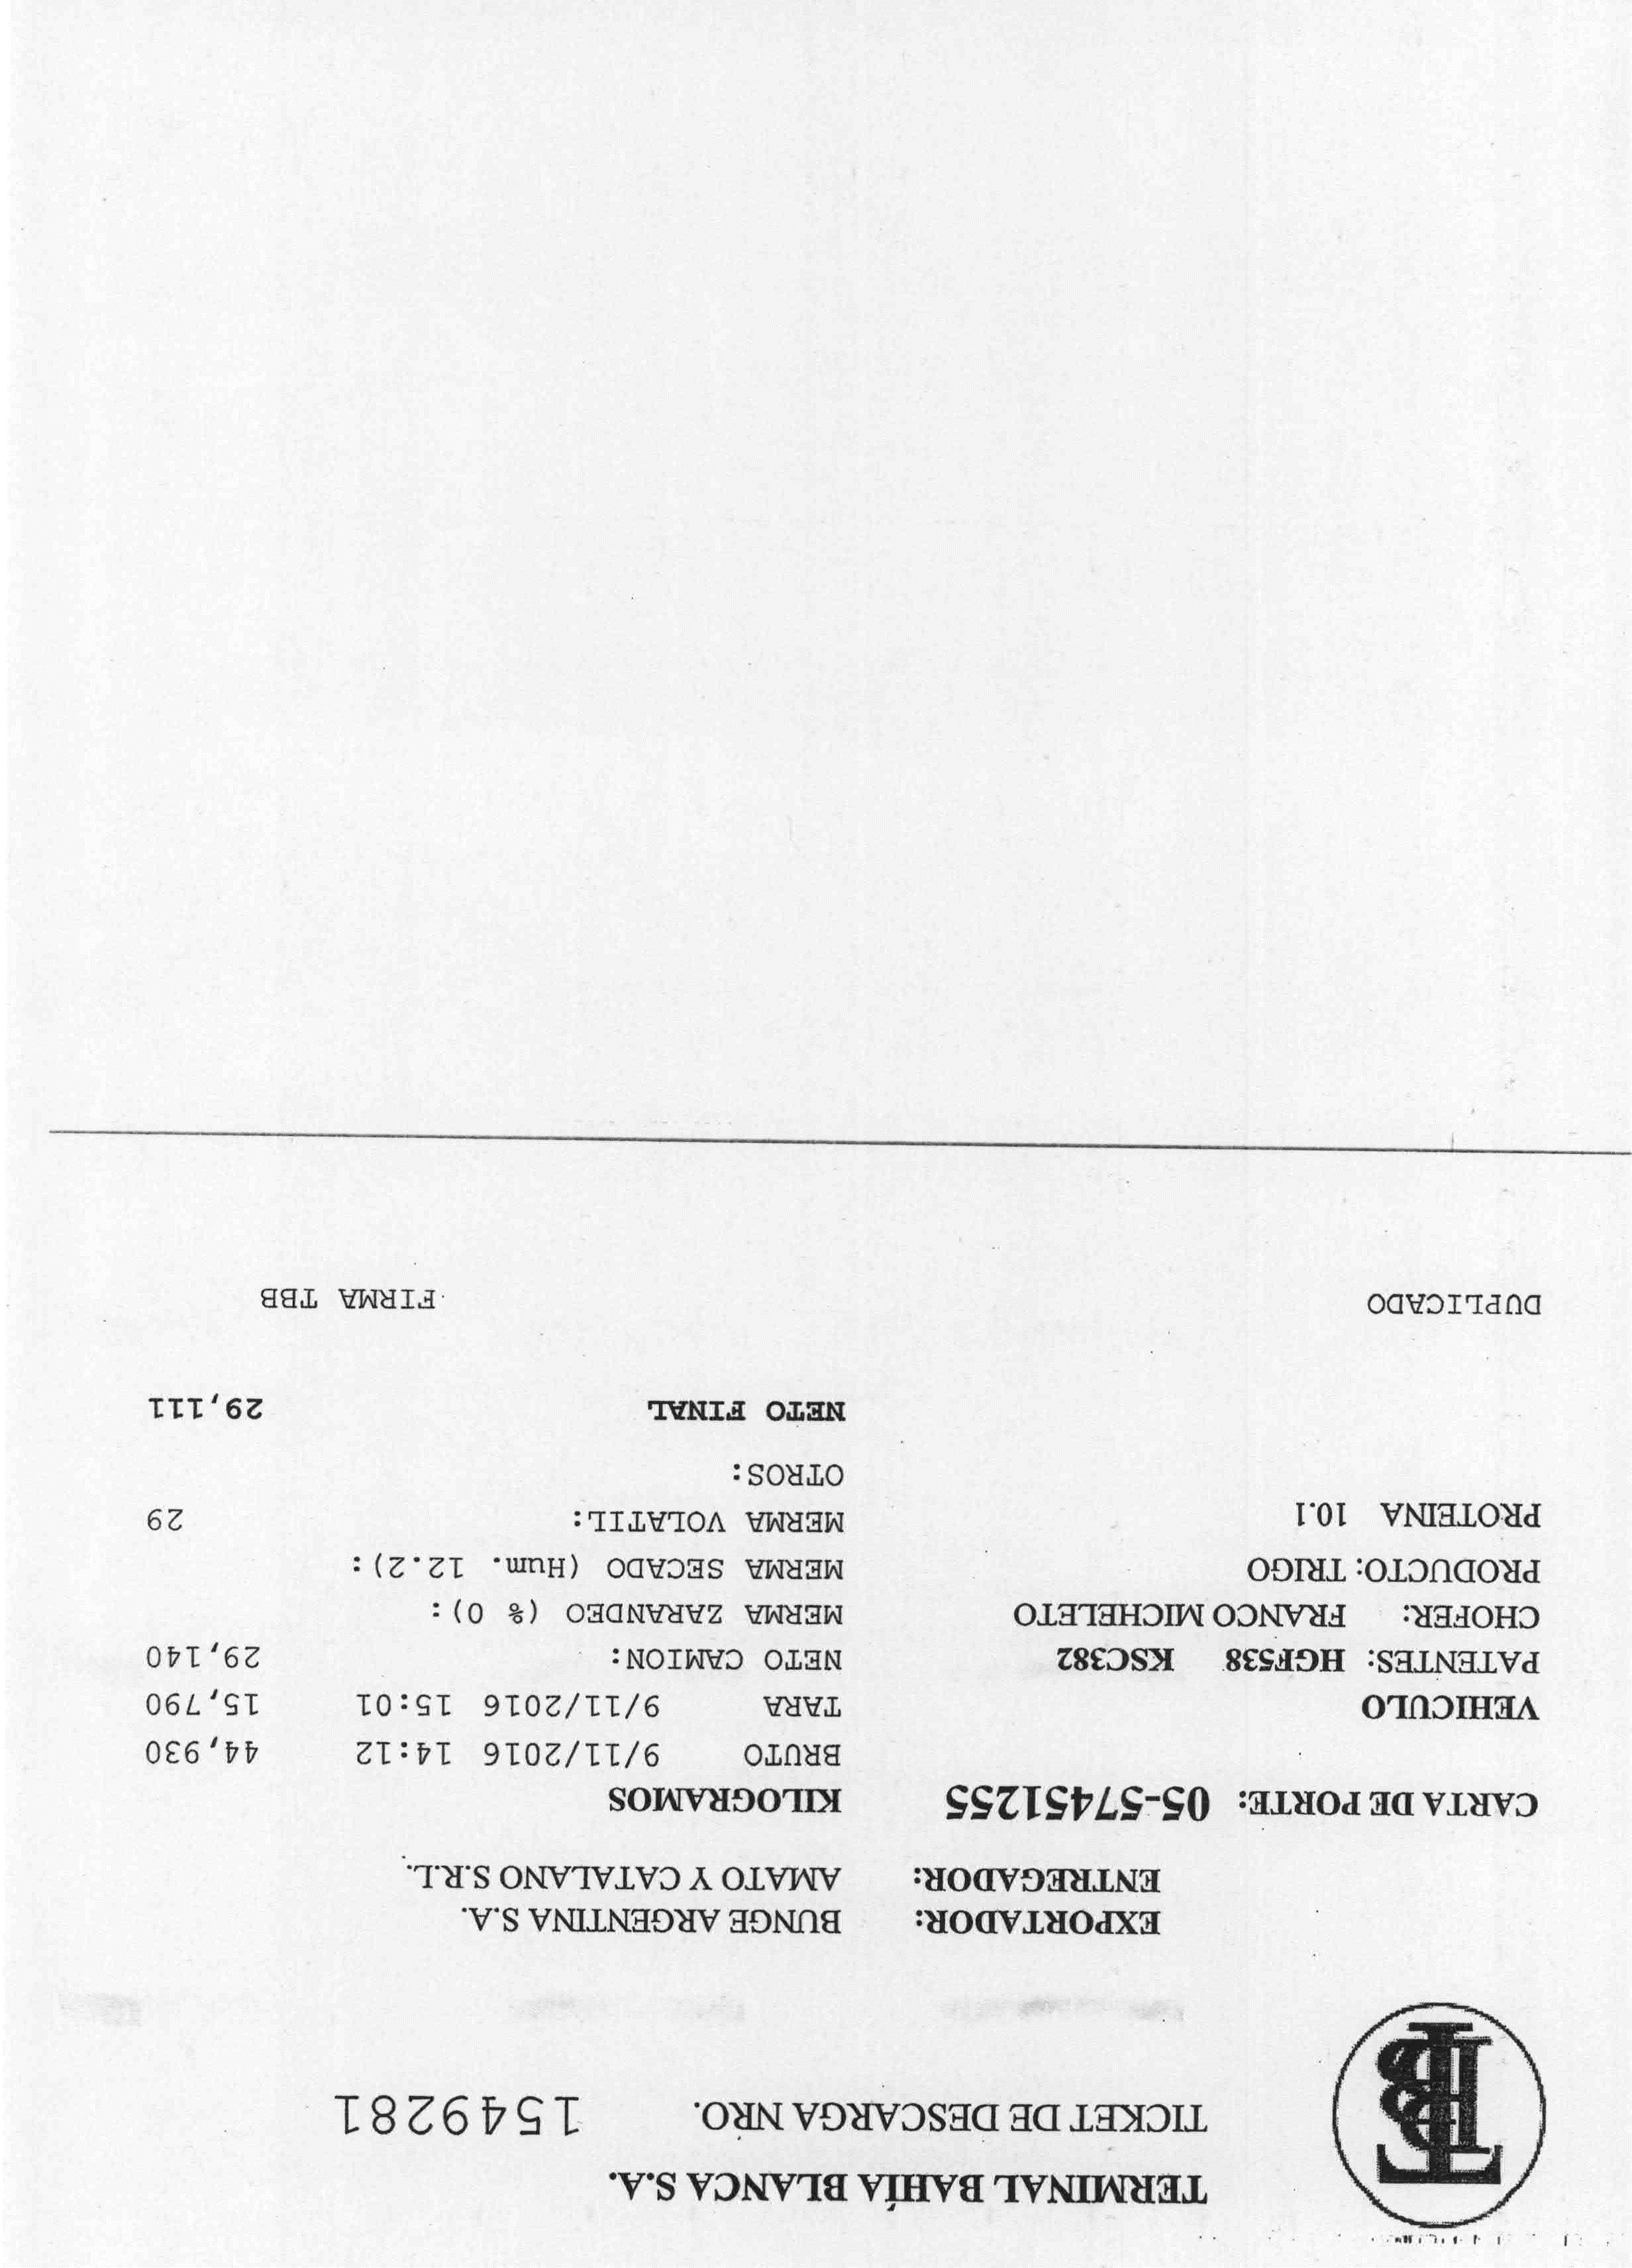 TERMINAL BAHÍA BLANCA S.A.
TICKET DE DESCARGA NRO. 1549281
TBB
EXPORTADOR: BUNGE ARGENTINA S.A.
ENTREGADOR: AMATO Y CATALANO S.R.L.
CARTA DE PORTE: 05-57451255
VEHICULO
PATENTES: HGF538 KSC382
CHOFER: FRANCO MICHELETO
PRODUCTO: TRIGO
PROTEINA 10.1
KILOGRAMOS
BRUTO 9/11/2016 14:12 44,930
TARA 9/11/2016 15:01 15,790
NETO CAMION: 29,140
MERMA ZARANDEO (% 0):
MERMA SECADO (Hum. 12.2):
MERMA VOLATIL: 29
OTROS:
NETO FINAL 29,111
DUPLICADO FIRMA TBB